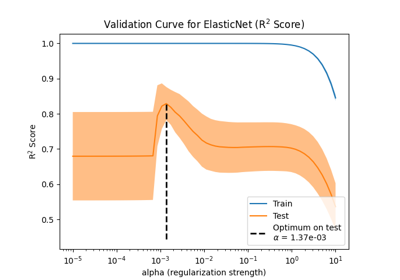 Validation Curve for ElasticNet (R² Score)
R² Score
1.0
0.9
0.8
0.7
0.6
0.5
10⁻⁵ 10⁻⁴ 10⁻³ 10⁻² 10⁻¹ 10⁰ 10¹
alpha (regularization strength)
Train
Test
Optimum on test
α = 1.37e-03